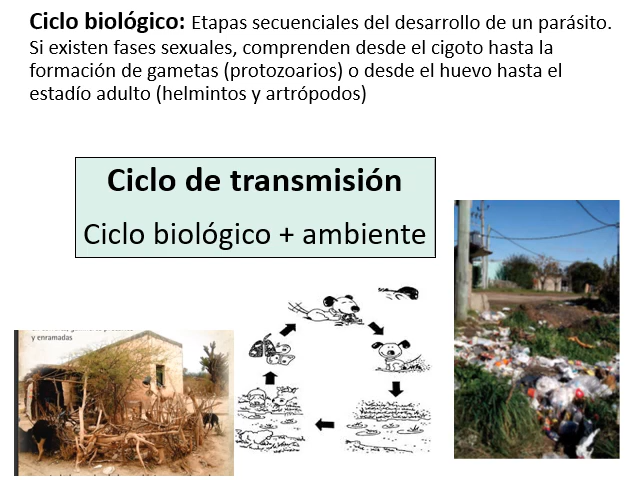 Ciclo biológico: Etapas secuenciales del desarrollo de un parásito.
Si existen fases sexuales, comprenden desde el cigoto hasta la
formación de gametas (protozoarios) o desde el huevo hasta el
estadío adulto (helmintos y artrópodos)
Ciclo de transmisión
Ciclo biológico + ambiente
y enramadas